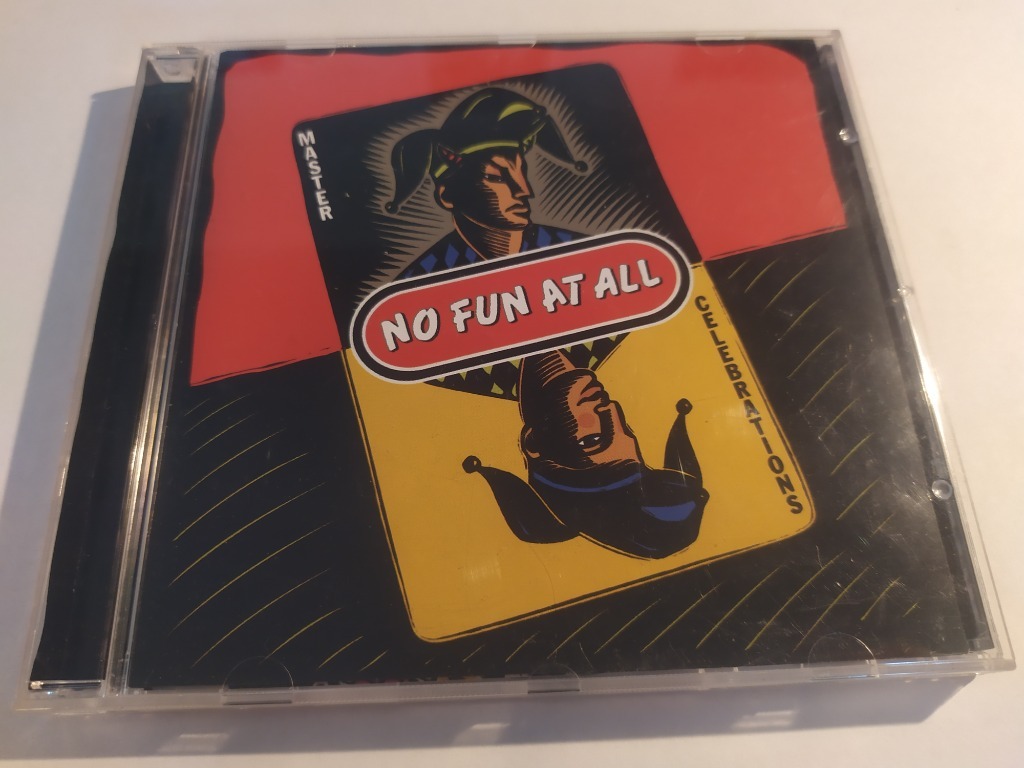 MASTER
NO FUN AT ALL
CELEBRATIONS